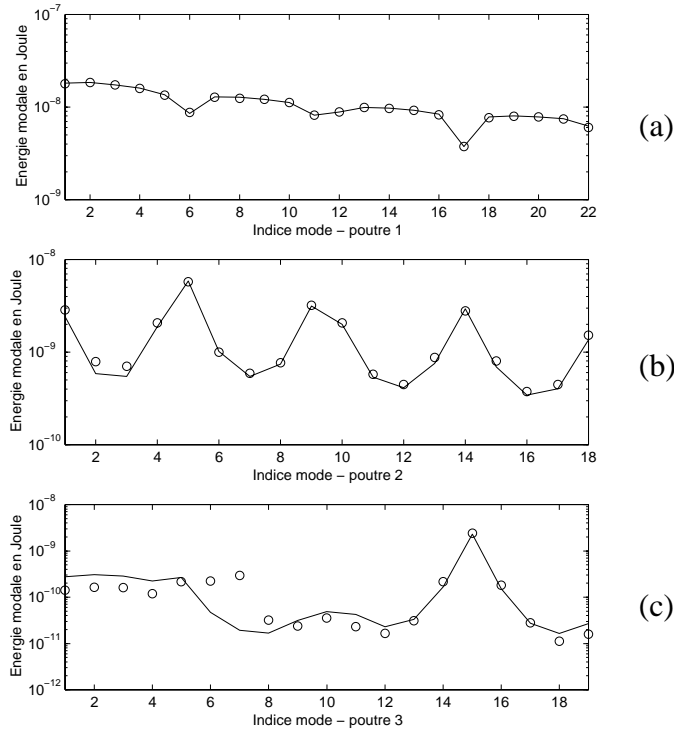 10⁻⁷
10⁻⁸
10⁻⁹
Energie modale en Joule
2 4 6 8 10 12 14 16 18 20 22
Indice mode – poutre 1
(a)
10⁻⁸
10⁻⁹
10⁻¹⁰
Energie modale en Joule
2 4 6 8 10 12 14 16 18
Indice mode – poutre 2
(b)
10⁻⁸
10⁻⁹
10⁻¹⁰
10⁻¹¹
10⁻¹²
Energie modale en Joule
2 4 6 8 10 12 14 16 18
Indice mode – poutre 3
(c)